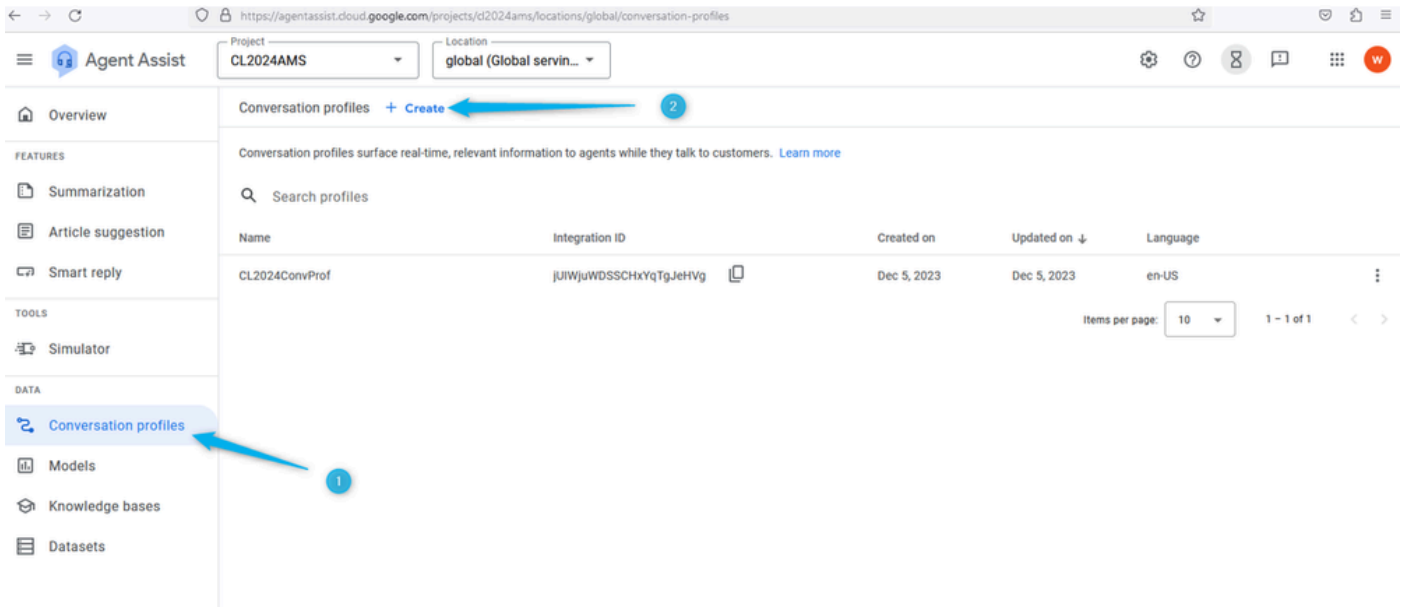 https://agentassist.cloud.google.com/projects/cl2024ams/locations/global/conversation-profiles
Agent Assist
Project
CL2024AMS
Location
global (Global servin...
W
Overview
Conversation profiles + Create
2
FEATURES
Conversation profiles surface real-time, relevant information to agents while they talk to customers. Learn more
Summarization
Search profiles
Article suggestion
Name Integration ID Created on Updated on ↓ Language
Smart reply
CL2024ConvProf jUIWjuWDSSCHxYqTgJeHVg Dec 5, 2023 Dec 5, 2023 en-US
TOOLS
Items per page: 10 1 – 1 of 1
Simulator
DATA
Conversation profiles
1
Models
Knowledge bases
Datasets